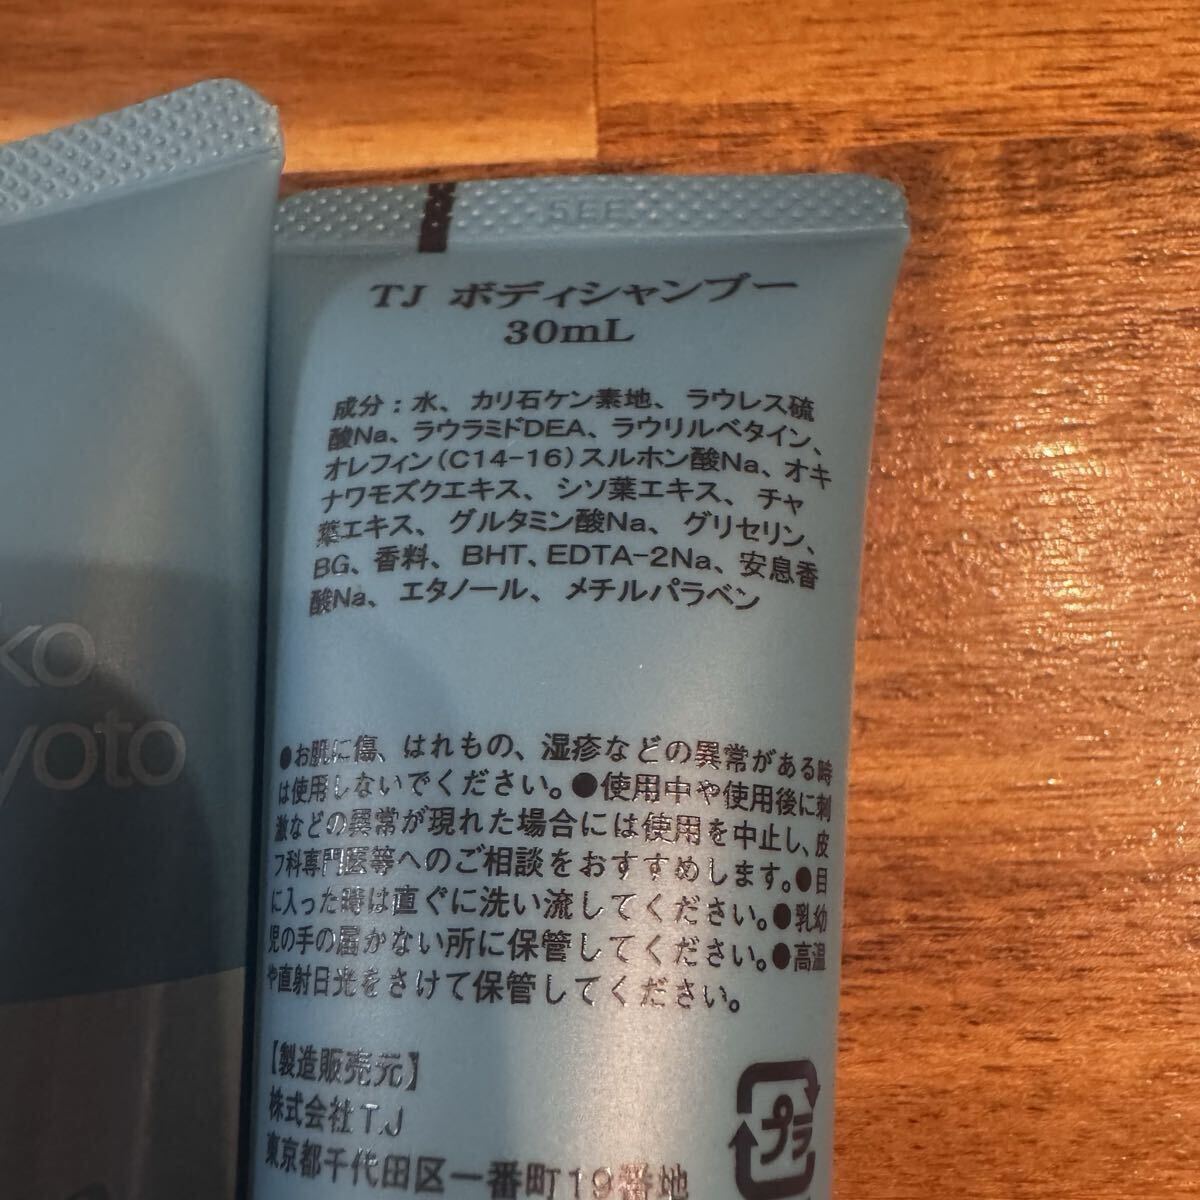 5EE
TJ ボディシャンプー
30mL
成分：水、カリ石ケン素地、ラウレス硫
酸Na、ラウラミドDEA、ラウリルベタイン、
オレフィン(C14-16)スルホン酸Na、オキ
ナワモズクエキス、シソ葉エキス、チャ
葉エキス、グルタミン酸Na、グリセリン、
BG、香料、BHT、EDTA-2Na、安息香
酸Na、エタノール、メチルパラベン
●お肌に傷、はれもの、湿疹などの異常がある時
は使用しないでください。●使用中や使用後に刺
激などの異常が現れた場合には使用を中止し、皮
フ科専門医等へのご相談をおすすめします。●目
に入った時は直ぐに洗い流してください。●乳幼
児の手の届かない所に保管してください。●高温
や直射日光をさけて保管してください。
【製造販売元】
株式会社T.J
東京都千代田区一番町19番地
プラ
ko
yoto